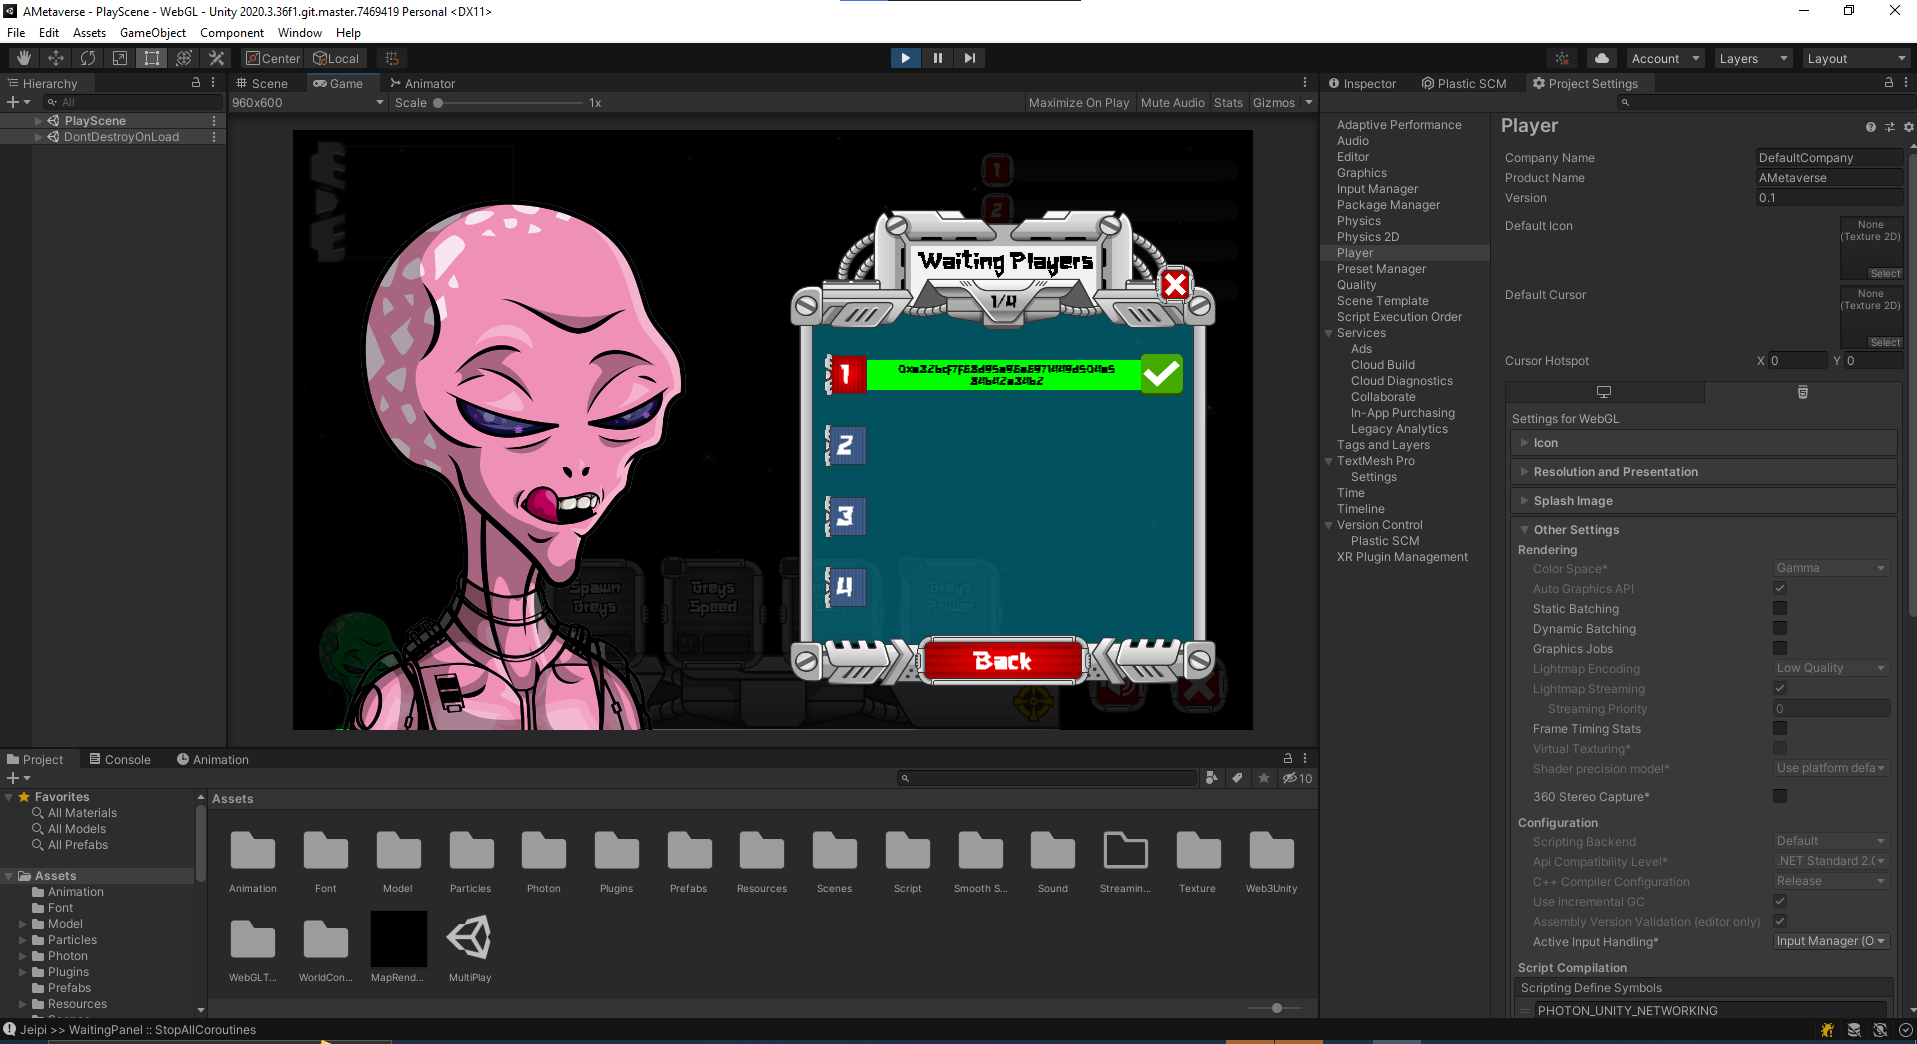 AMetaverse - PlayScene - WebGL - Unity 2020.3.36f1.git.master.7469419 Personal <DX11>
File Edit Assets GameObject Component Window Help
Center Local
Account Layers Layout
Hierarchy
All
PlayScene
DontDestroyOnLoad
Scene Game Animator
960x600 Scale 1x Maximize On Play Mute Audio Stats Gizmos
1
2
Waiting Players
1/4
1
2
3
4
Spawn Greys
Greys Speed
Greys Power
Back
Inspector Plastic SCM Project Settings
Adaptive Performance
Audio
Editor
Graphics
Input Manager
Package Manager
Physics
Physics 2D
Player
Preset Manager
Quality
Scene Template
Script Execution Order
Services
Ads
Cloud Build
Cloud Diagnostics
Collaborate
In-App Purchasing
Legacy Analytics
Tags and Layers
TextMesh Pro
Settings
Time
Timeline
Version Control
Plastic SCM
XR Plugin Management
Player
Company Name DefaultCompany
Product Name AMetaverse
Version 0.1
Default Icon None
(Texture 2D)
Select
Default Cursor None
(Texture 2D)
Select
Cursor Hotspot X 0 Y 0
Settings for WebGL
Icon
Resolution and Presentation
Splash Image
Other Settings
Rendering
Color Space* Gamma
Auto Graphics API
Static Batching
Dynamic Batching
Graphics Jobs
Lightmap Encoding Low Quality
Lightmap Streaming
Streaming Priority 0
Frame Timing Stats
Virtual Texturing*
Shader precision model* Use platform defa
360 Stereo Capture*
Configuration
Scripting Backend Default
Api Compatibility Level* .NET Standard 2.0
C++ Compiler Configuration Release
Use incremental GC
Assembly Version Validation (editor only)
Active Input Handling* Input Manager (O
Script Compilation
Scripting Define Symbols
PHOTON_UNITY_NETWORKING
Project Console Animation
10
Favorites
All Materials
All Models
All Prefabs
Assets
Animation
Font
Model
Particles
Photon
Plugins
Prefabs
Resources
Assets
Animation Font Model Particles Photon Plugins Prefabs Resources Scenes Script Smooth S... Sound Streamin... Texture Web3Unity
WebGLT... WorldCon... MapRend... MultiPlay
Jeipi >> WaitingPanel :: StopAllCoroutines